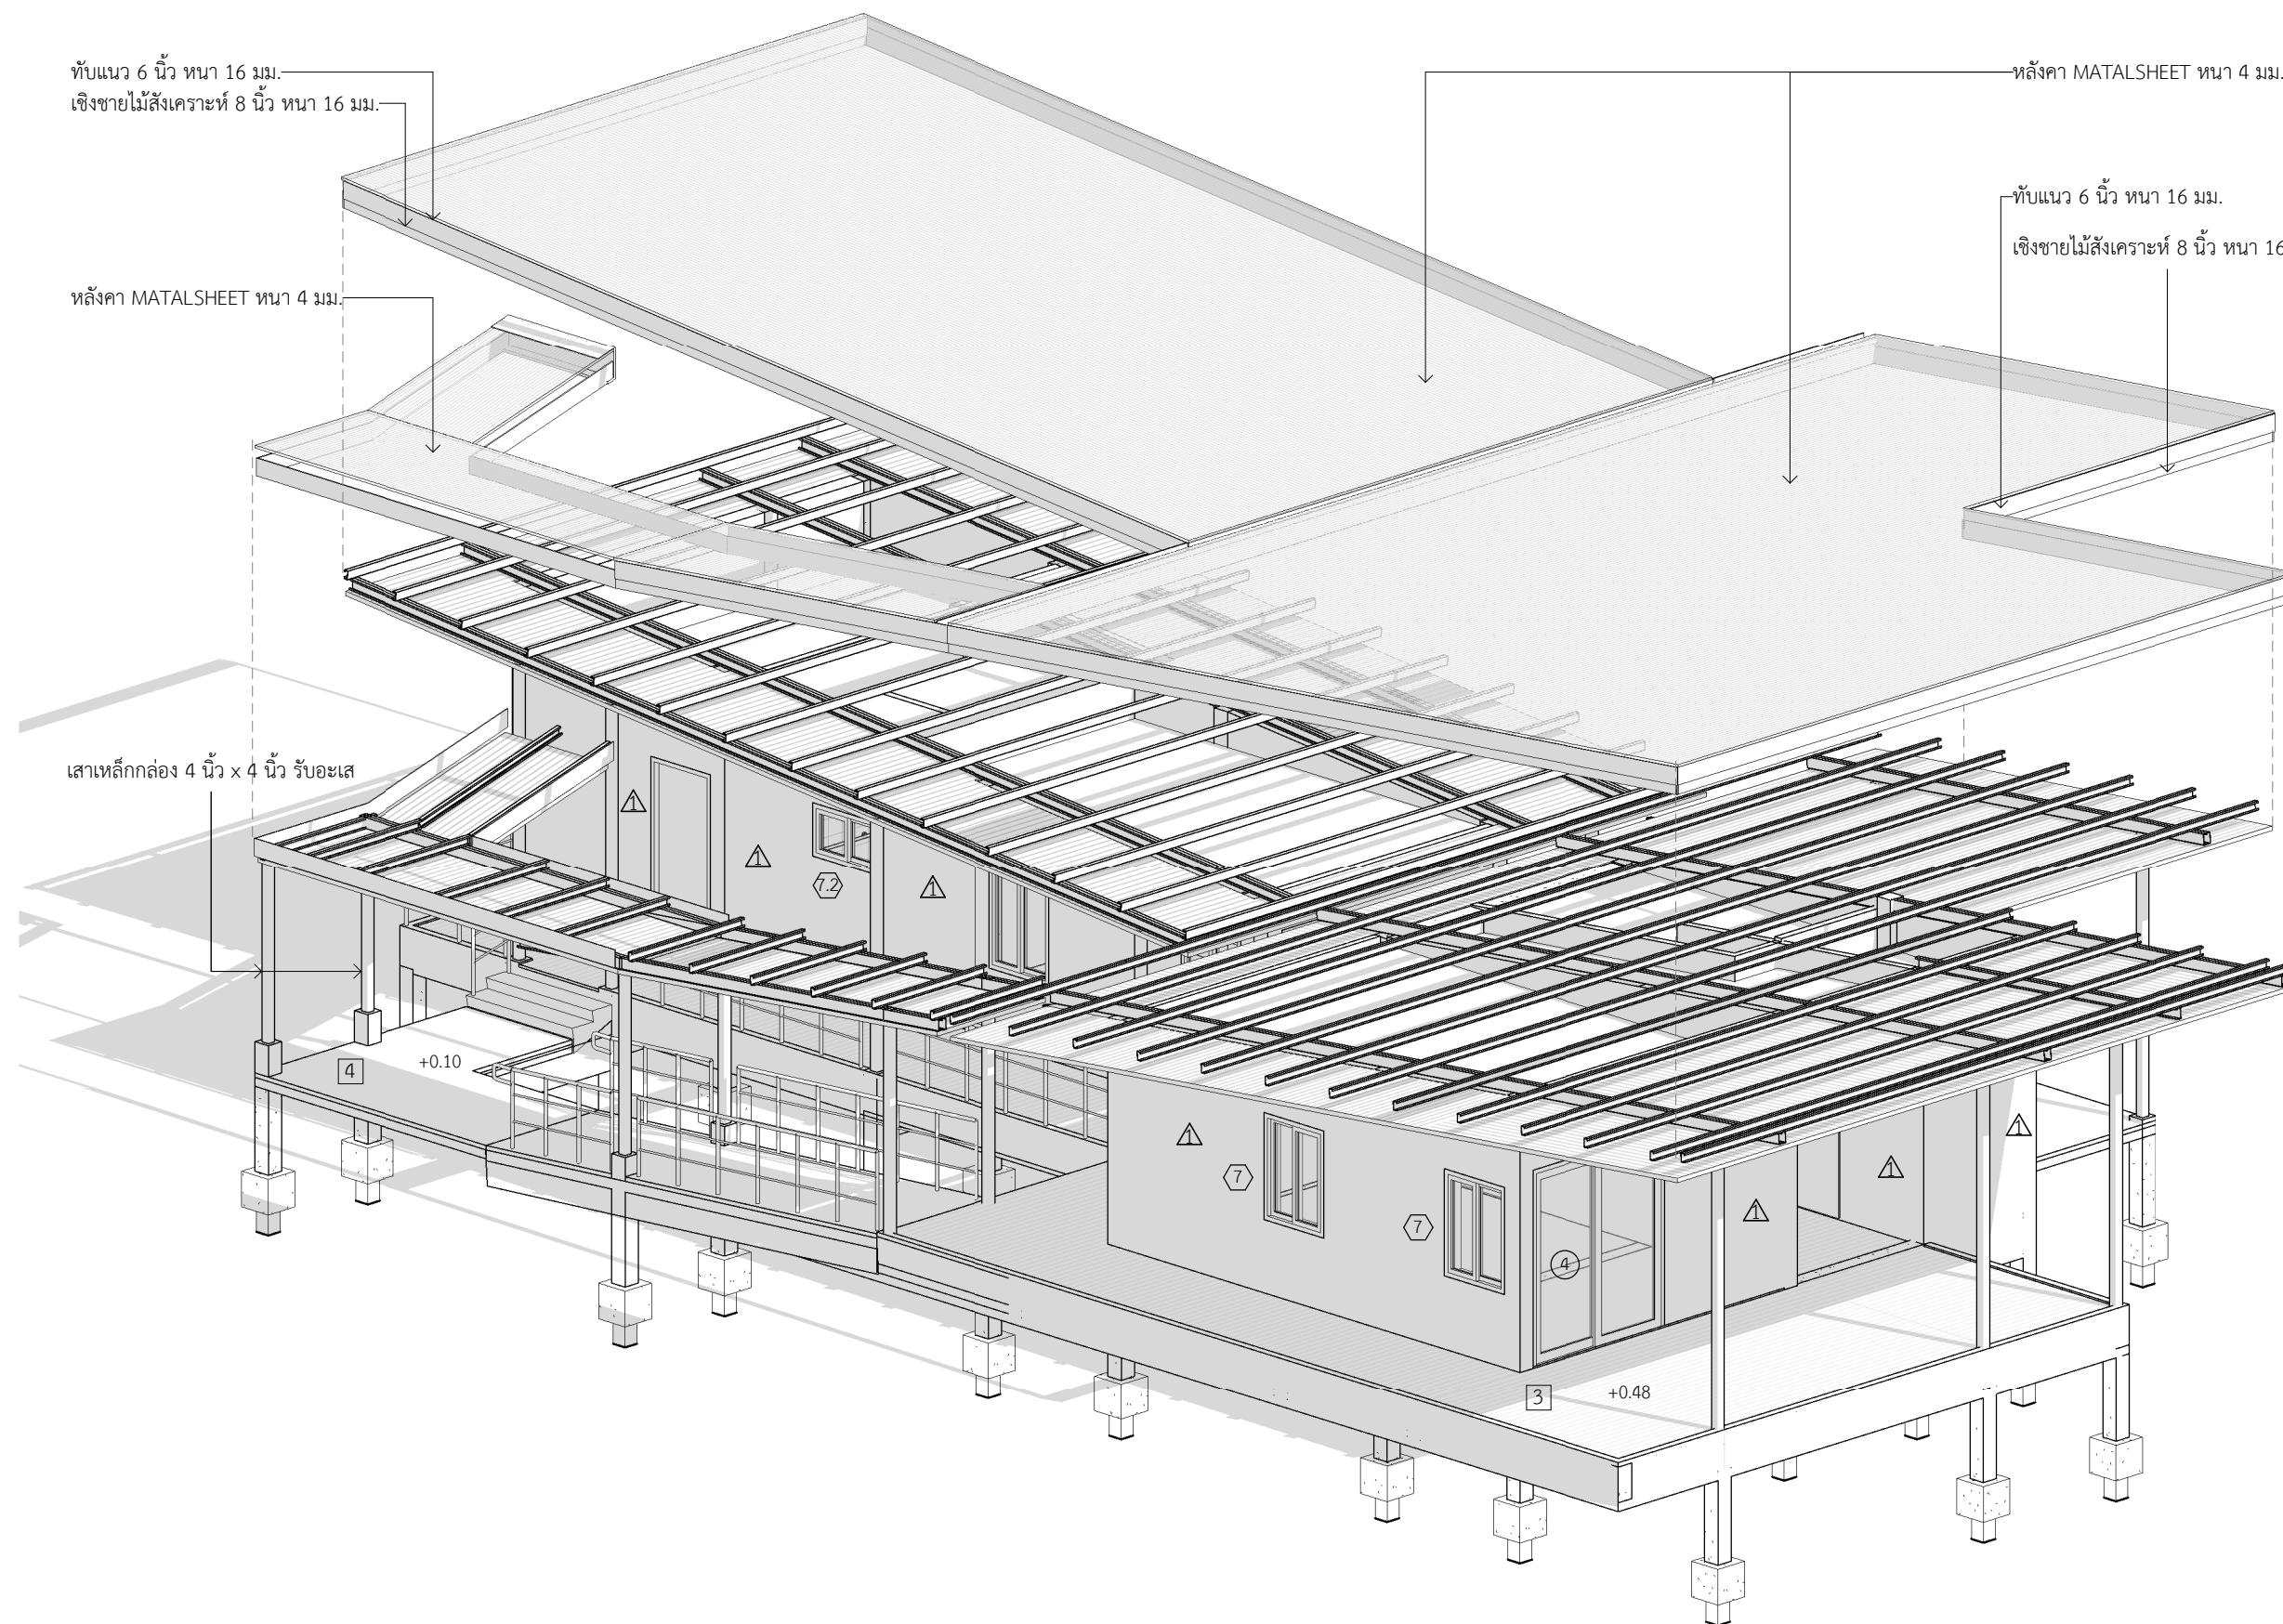 ทับแนว 6 นิ้ว หนา 16 มม.
เชิงชายไม้สังเคราะห์ 8 นิ้ว หนา 16 มม.
หลังคา MATALSHEET หนา 4 มม.
ทับแนว 6 นิ้ว หนา 16 มม.
เชิงชายไม้สังเคราะห์ 8 นิ้ว หนา 16
หลังคา MATALSHEET หนา 4 มม.
เสาเหล็กกล่อง 4 นิ้ว x 4 นิ้ว รับอะเส
1
1
7.2
1
4
+0.10
1
7
7
4
1
1
1
3
+0.48